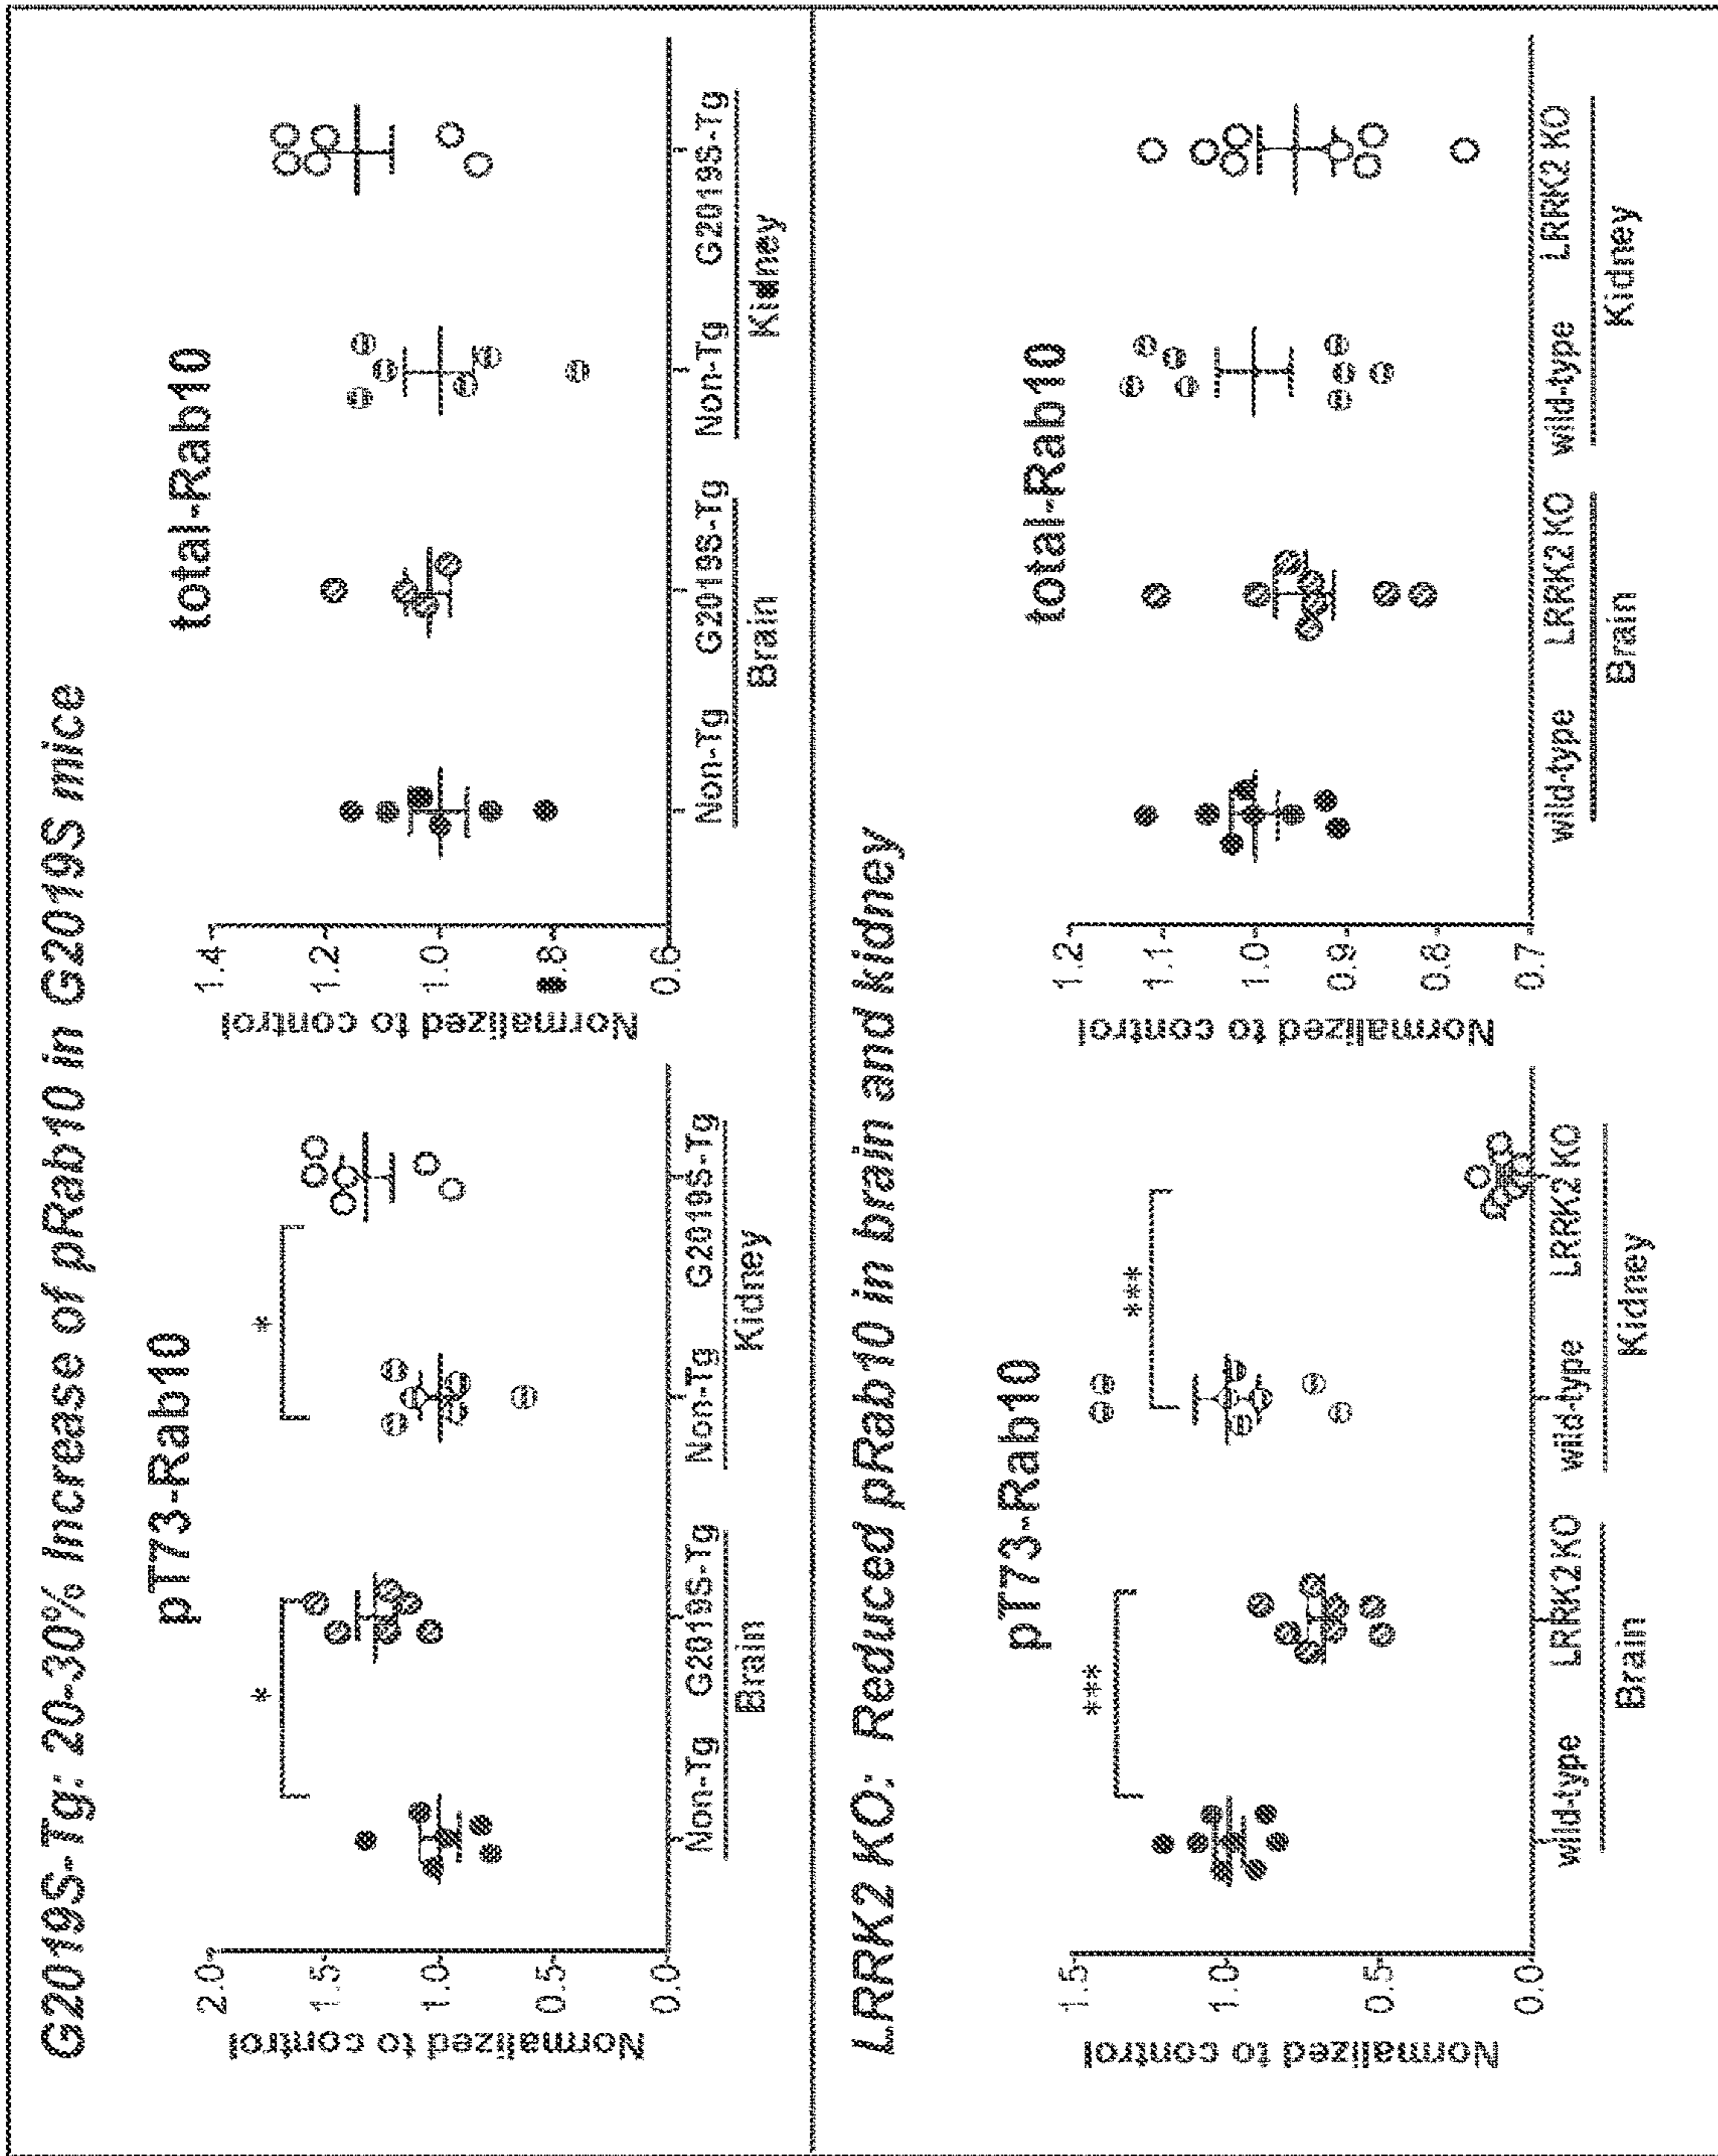 G2019S-Tg: 20-30% Increase of pRab10 in G2019S mice
pT73-Rab10
*
*
Normalized to control
2.0
1.5
1.0
0.5
0.0
Non-Tg G2019S-Tg Non-Tg G2019S-Tg
Brain Kidney
total-Rab10
Normalized to control
1.4
1.2
1.0
.8
0.6
Non-Tg G2019S-Tg Non-Tg G2019S-Tg
Brain Kidney
LRRK2 KO: Reduced pRab10 in brain and kidney
pT73-Rab10
***
***
Normalized to control
1.5
1.0
0.5
0.0
wild-type LRRK2 KO wild-type LRRK2 KO
Brain Kidney
total-Rab10
Normalized to control
1.2
1.1
1.0
0.9
0.8
0.7
wild-type LRRK2 KO wild-type LRRK2 KO
Brain Kidney